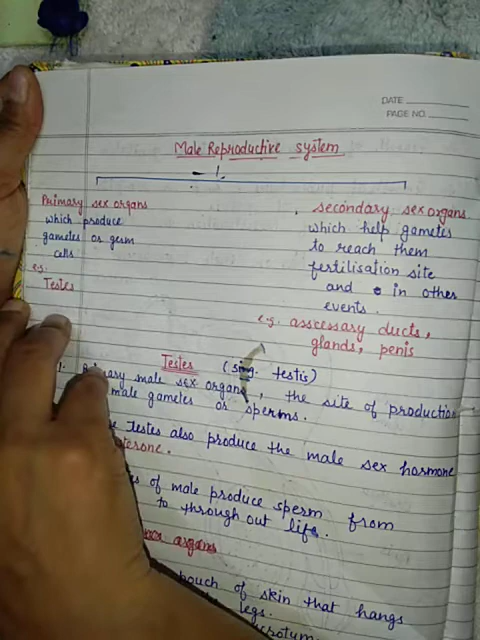 DATE
PAGE NO.
Male Reproductive system
Primary sex organs
which produce
gametes or germ
cells
e.g.
Testes
secondary sex organs
which help gametes
to reach them
fertilisation site
and in other
events.
e.g. asscessary ducts,
glands, penis
Testes (sing. testis)
1. Primary male sex organs, the site of production
male gametes or sperms.
Testes also produce the male sex hormone
of male produce sperm from
to through out life.
organs
pouch of skin that hangs
legs.